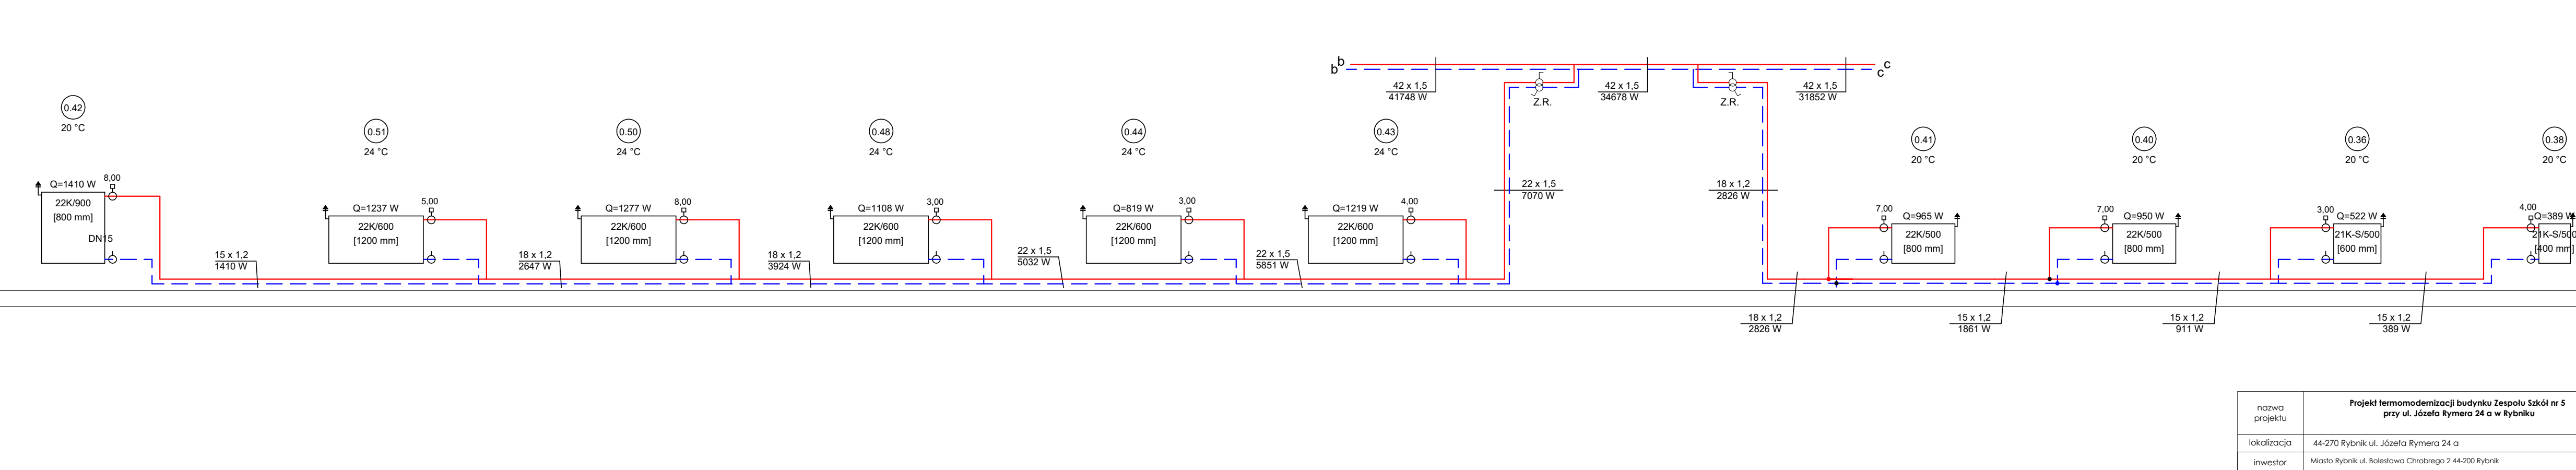 b
b
c
c
42 x 1,5
41748 W
Z.R.
42 x 1,5
34678 W
Z.R.
42 x 1,5
31852 W
0.42
20 °C
0.51
24 °C
0.50
24 °C
0.48
24 °C
0.44
24 °C
0.43
24 °C
0.41
20 °C
0.40
20 °C
0.36
20 °C
0.38
20 °C
Q=1410 W
8,00
22K/900
[800 mm]
DN15
15 x 1,2
1410 W
Q=1237 W
5,00
22K/600
[1200 mm]
18 x 1,2
2647 W
Q=1277 W
8,00
22K/600
[1200 mm]
18 x 1,2
3924 W
Q=1108 W
3,00
22K/600
[1200 mm]
22 x 1,5
5032 W
Q=819 W
3,00
22K/600
[1200 mm]
22 x 1,5
5851 W
Q=1219 W
4,00
22K/600
[1200 mm]
22 x 1,5
7070 W
18 x 1,2
2826 W
18 x 1,2
2826 W
7,00
Q=965 W
22K/500
[800 mm]
15 x 1,2
1861 W
7,00
Q=950 W
22K/500
[800 mm]
15 x 1,2
911 W
3,00
Q=522 W
21K-S/500
[600 mm]
15 x 1,2
389 W
4,00
Q=389 W
21K-S/500
[400 mm]
nazwa projektu
Projekt termomodernizacji budynku Zespołu Szkół nr 5
przy ul. Józefa Rymera 24 a w Rybniku
lokalizacja
44-270 Rybnik ul. Józefa Rymera 24 a
inwestor
Miasto Rybnik ul. Bolesława Chrobrego 2 44-200 Rybnik